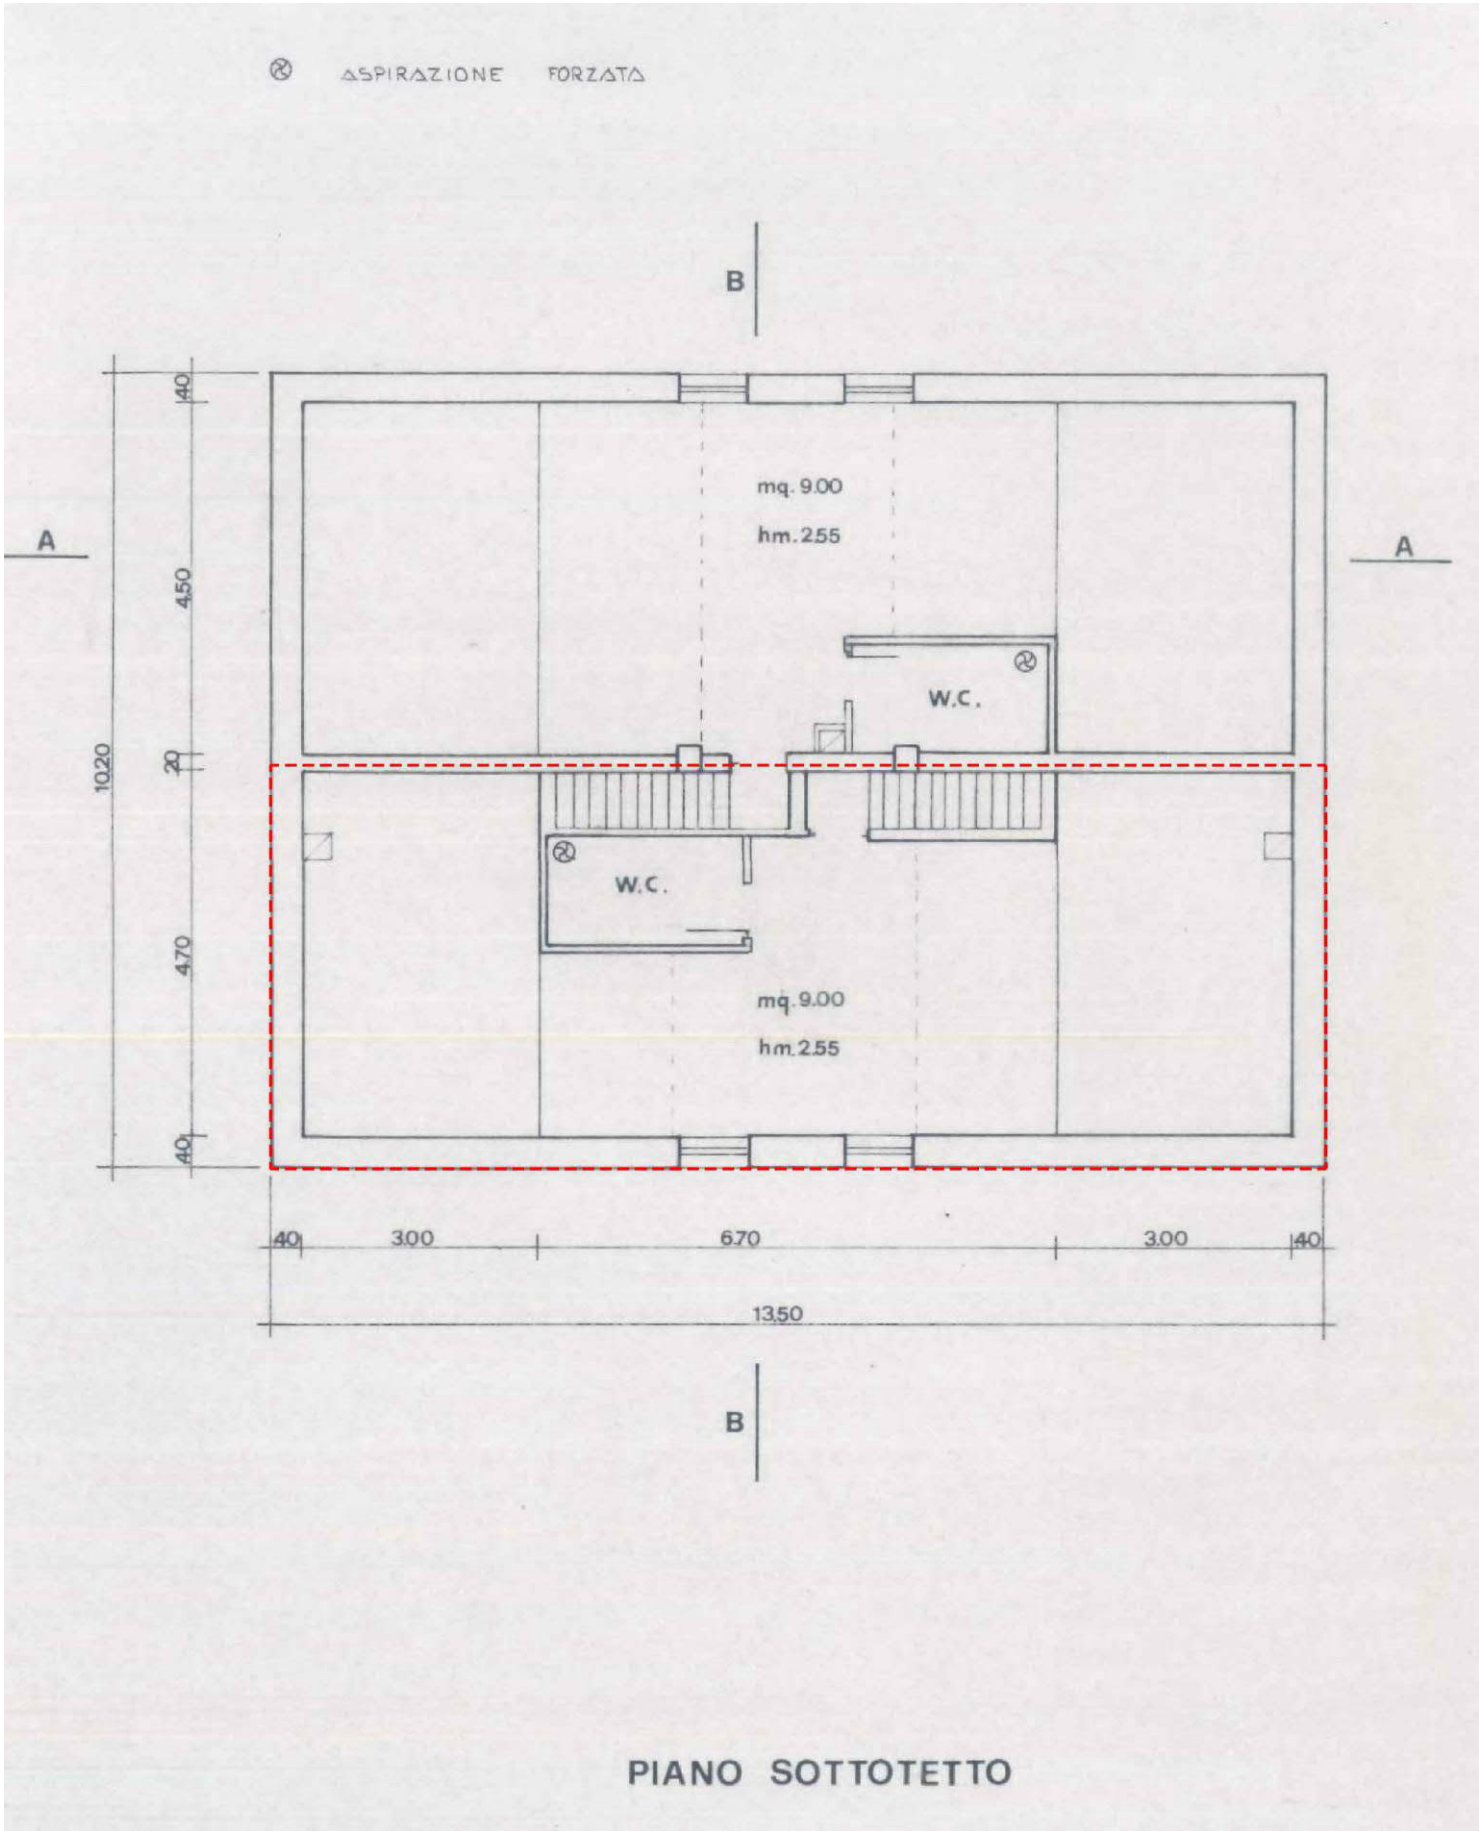 ASPIRAZIONE FORZATA
B
40
mq. 9.00
hm. 2.55
A
A
4,50
W.C.
20
10,20
W.C.
4,70
mq. 9.00
hm. 2.55
40
40 3.00 6.70 3.00 40
13,50
B
PIANO SOTTOTETTO